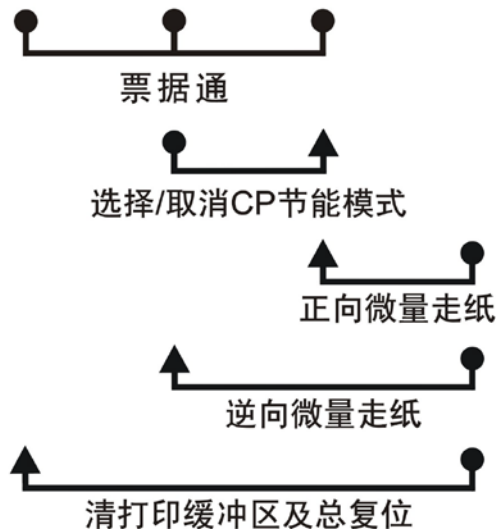 票据通
选择/取消CP节能模式
正向微量走纸
逆向微量走纸
清打印缓冲区及总复位